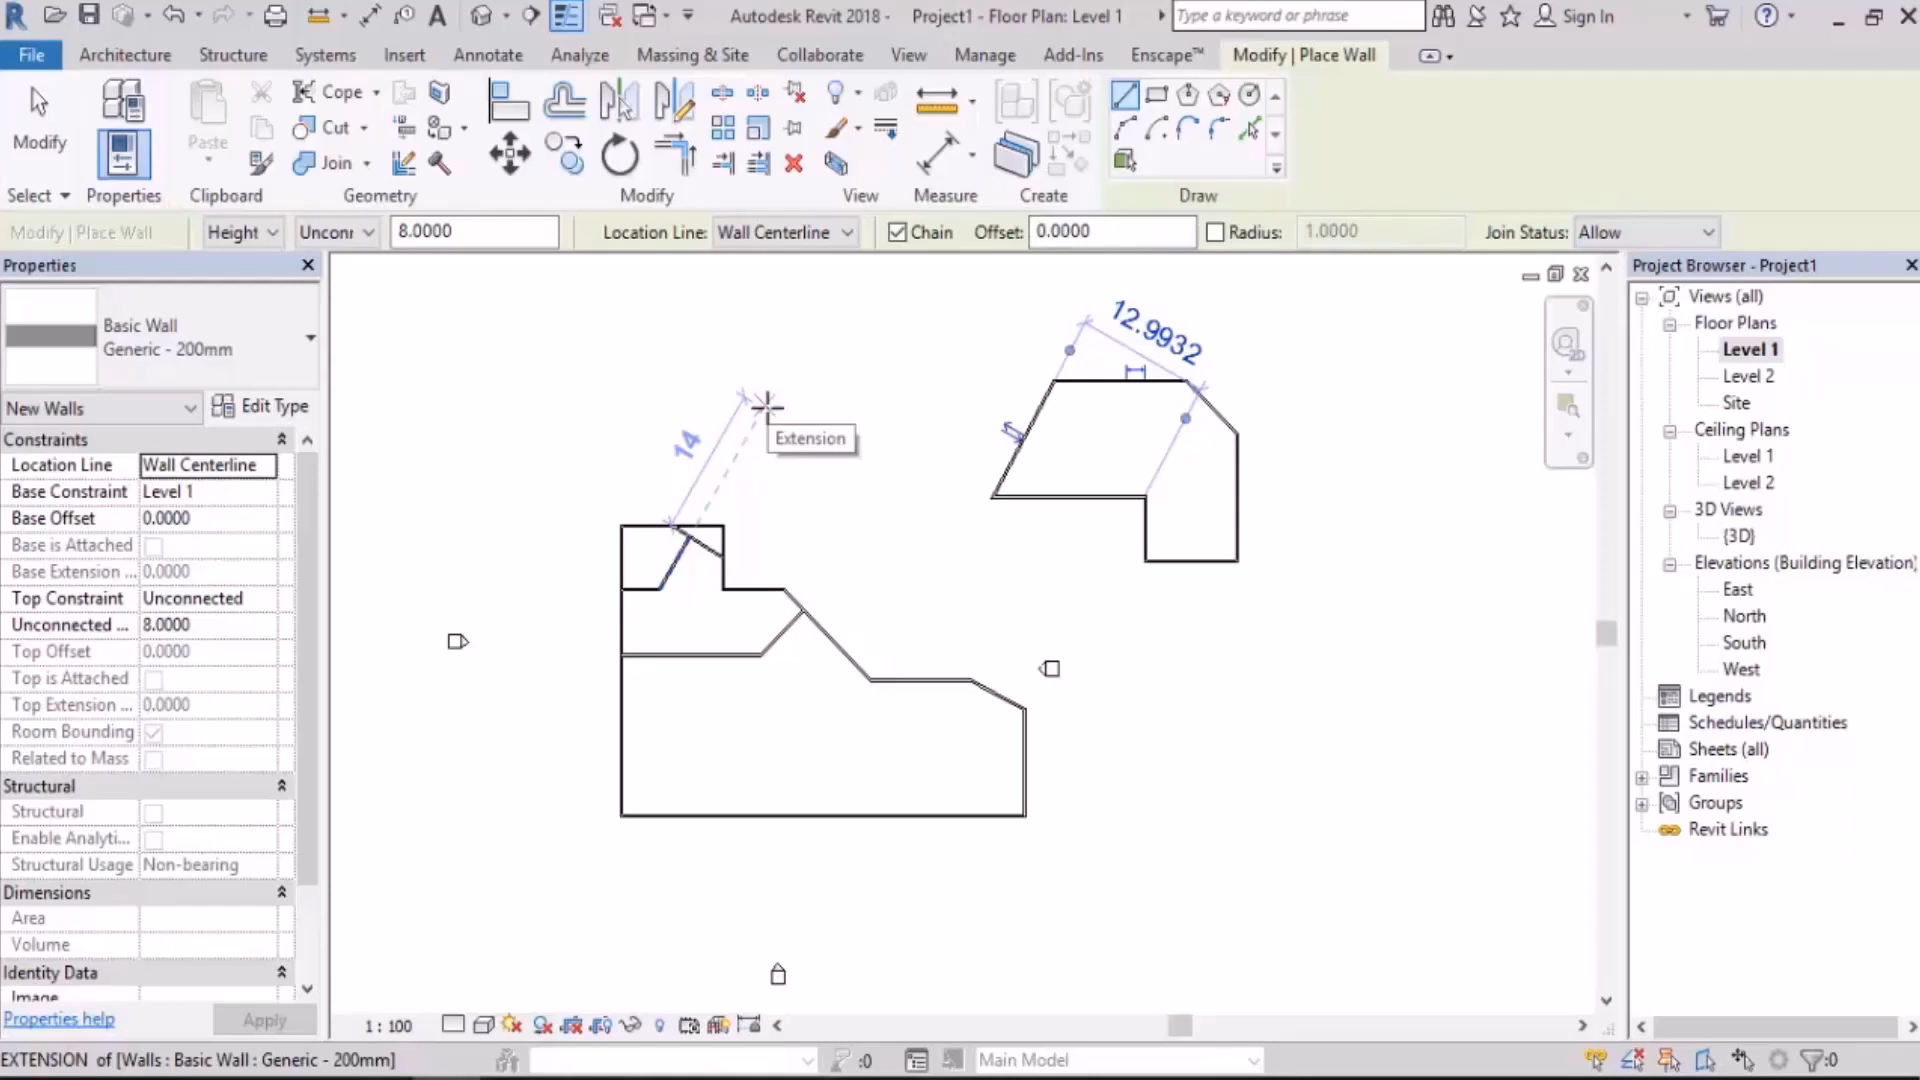 Autodesk Revit 2018 - Project1 - Floor Plan: Level 1
Type a keyword or phrase
Sign In
File Architecture Structure Systems Insert Annotate Analyze Massing & Site Collaborate View Manage Add-Ins Enscape™ Modify | Place Wall
Modify
Paste
Cope
Cut
Join
Select Properties Clipboard Geometry Modify View Measure Create Draw
Modify | Place Wall Height Unconr 8.0000 Location Line: Wall Centerline Chain Offset: 0.0000 Radius: 1.0000 Join Status: Allow
Properties
Basic Wall
Generic - 200mm
New Walls Edit Type
Constraints
Location Line Wall Centerline
Base Constraint Level 1
Base Offset 0.0000
Base is Attached
Base Extension ... 0.0000
Top Constraint Unconnected
Unconnected ... 8.0000
Top Offset 0.0000
Top is Attached
Top Extension ... 0.0000
Room Bounding
Related to Mass
Structural
Structural
Enable Analyti...
Structural Usage Non-bearing
Dimensions
Area
Volume
Identity Data
Image
Properties help Apply
12.9932
14
Extension
2D
1 : 100
Project Browser - Project1
Views (all)
Floor Plans
Level 1
Level 2
Site
Ceiling Plans
Level 1
Level 2
3D Views
{3D}
Elevations (Building Elevation)
East
North
South
West
Legends
Schedules/Quantities
Sheets (all)
Families
Groups
Revit Links
EXTENSION of [Walls : Basic Wall : Generic - 200mm]
:0
Main Model
:0